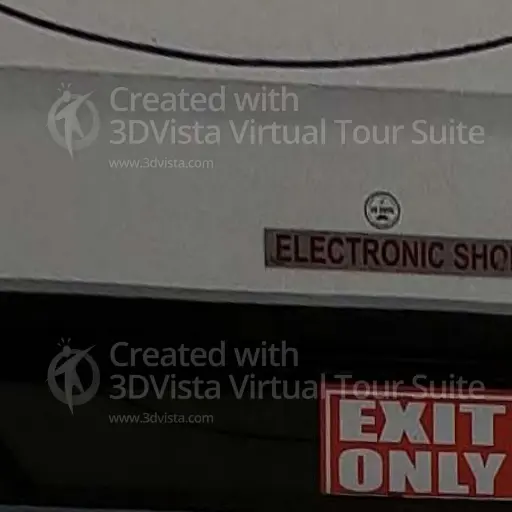 Created with
3DVista Virtual Tour Suite
www.3dvista.com
ELECTRONIC SHO
Created with
3DVista Virtual Tour Suite
www.3dvista.com
EXIT
ONLY